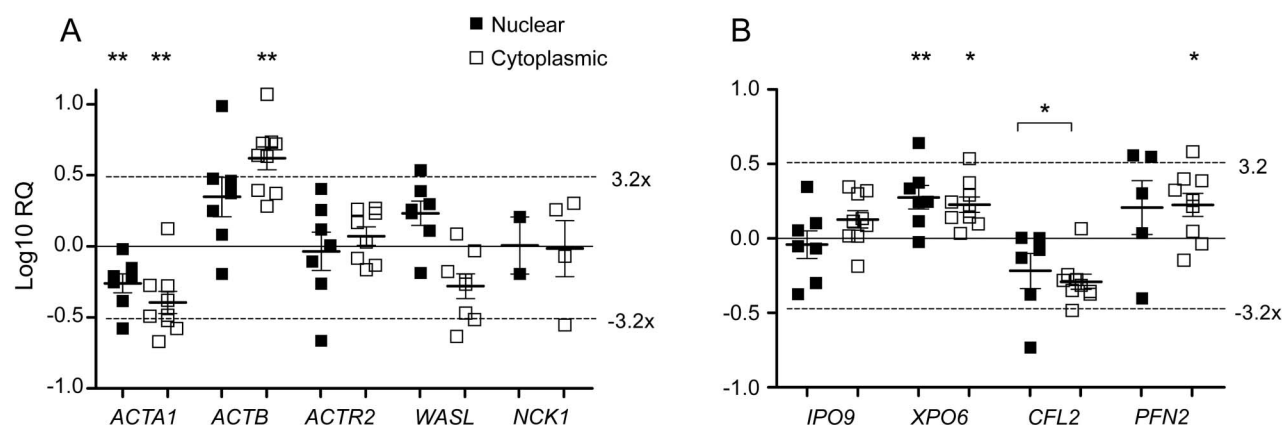 A
■ Nuclear
□ Cytoplasmic
** ** **
1.0
0.5
0.0
-0.5
-1.0
Log10 RQ
3.2x
-3.2x
ACTA1 ACTB ACTR2 WASL NCK1
B
** * *
*
1.0
0.5
0.0
-0.5
-1.0
3.2
-3.2x
IPO9 XPO6 CFL2 PFN2